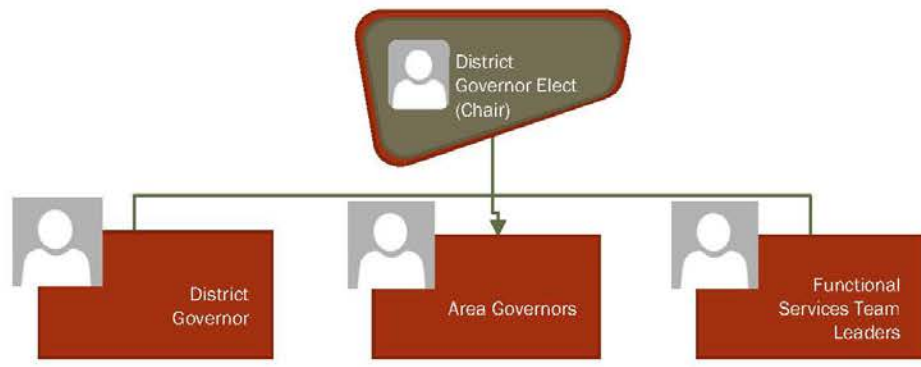 District
Governor Elect
(Chair)
District
Governor
Area Governors
Functional
Services Team
Leaders